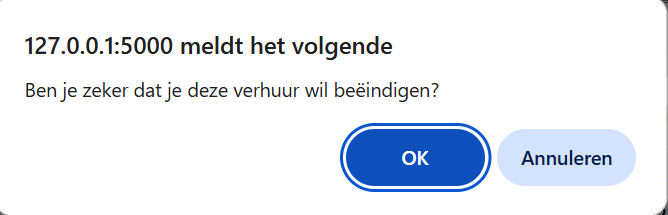 127.0.0.1:5000 meldt het volgende
Ben je zeker dat je deze verhuur wil beëindigen?
OK
Annuleren